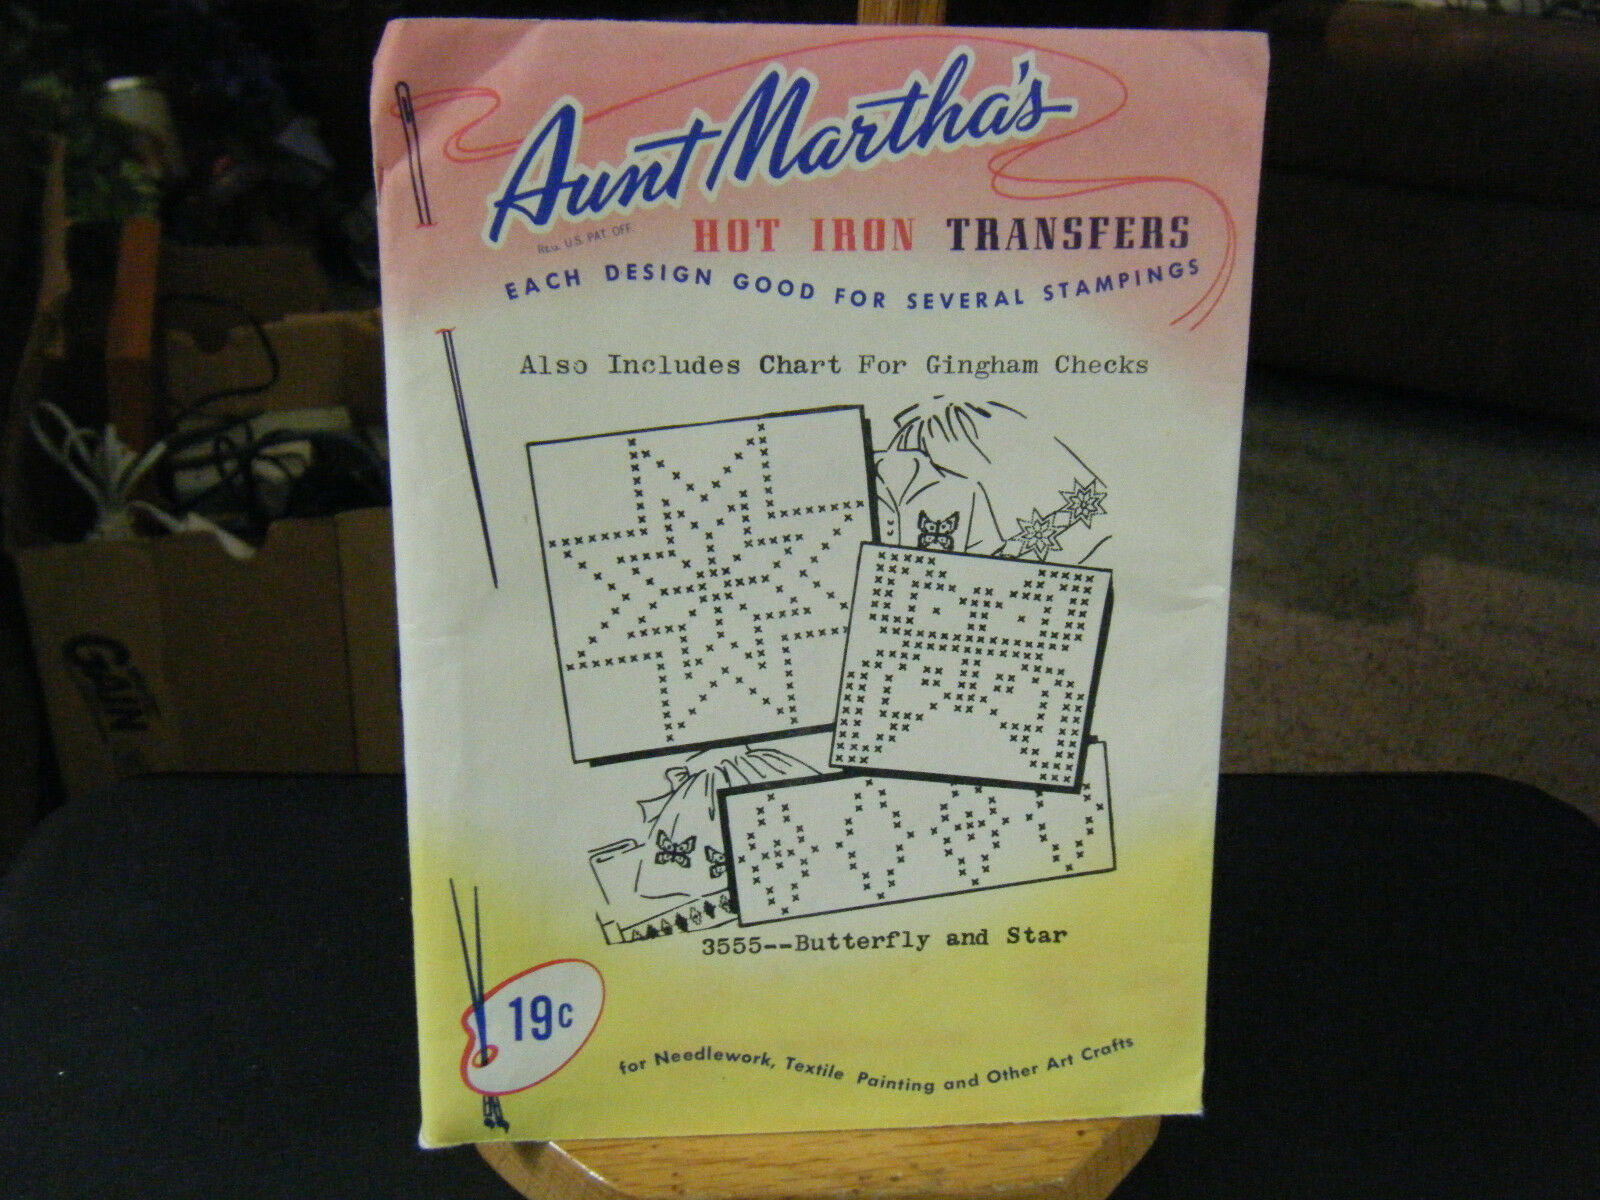 Aunt Martha's
REG. U.S. PAT. OFF.
HOT IRON TRANSFERS
EACH DESIGN GOOD FOR SEVERAL STAMPINGS
Also Includes Chart For Gingham Checks
3555--Butterfly and Star
19c
for Needlework, Textile Painting and Other Art Crafts
GAIN